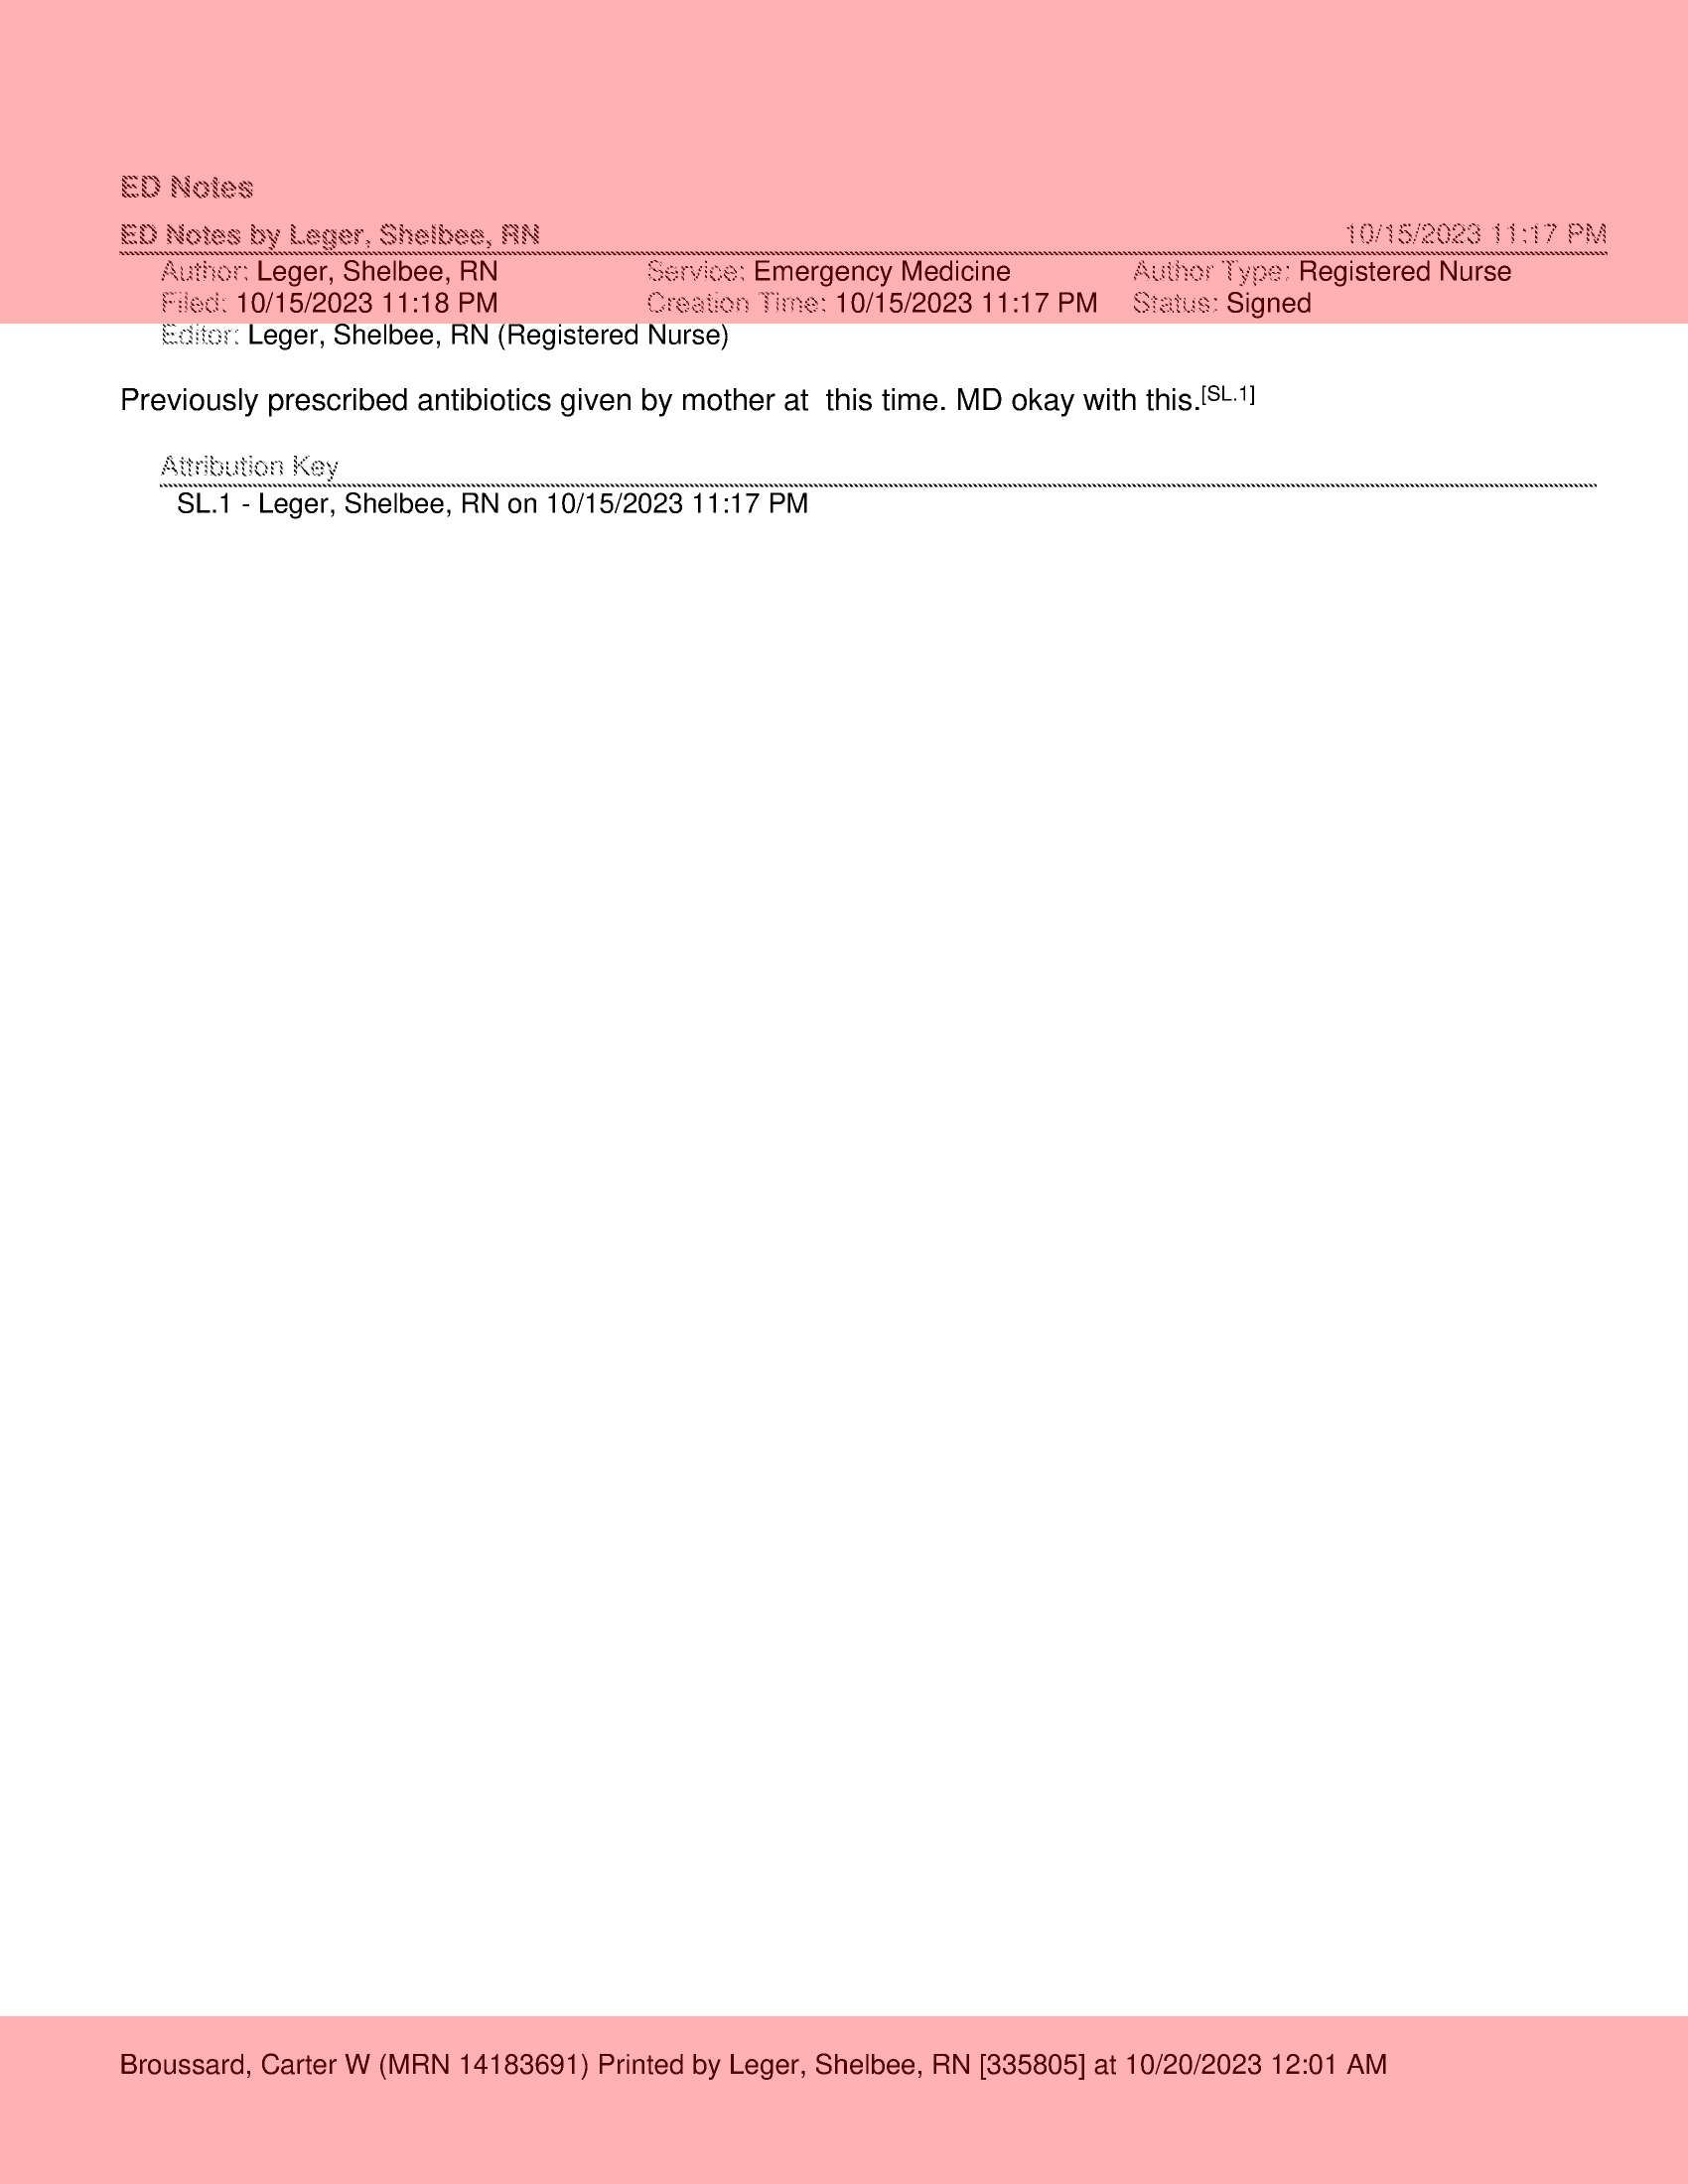 ED Notes
ED Notes by Leger, Shelbee, RN 10/15/2023 11:17 PM
Author: Leger, Shelbee, RN Service: Emergency Medicine Author Type: Registered Nurse
Filed: 10/15/2023 11:18 PM Creation Time: 10/15/2023 11:17 PM Status: Signed
Editor: Leger, Shelbee, RN (Registered Nurse)
Previously prescribed antibiotics given by mother at  this time. MD okay with this.[SL.1]
Attribution Key
SL.1 - Leger, Shelbee, RN on 10/15/2023 11:17 PM
Broussard, Carter W (MRN 14183691) Printed by Leger, Shelbee, RN [335805] at 10/20/2023 12:01 AM